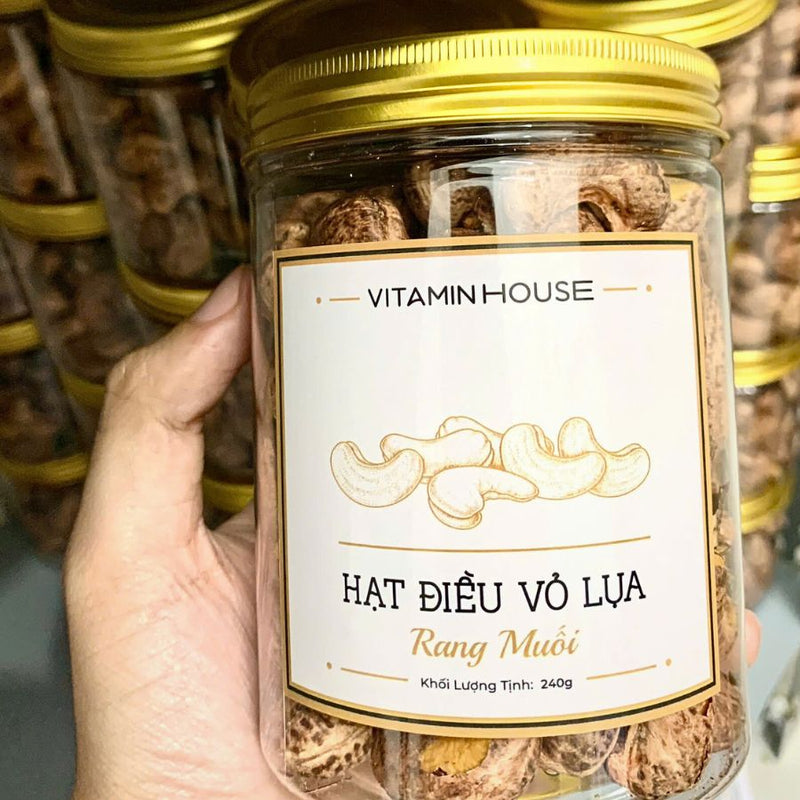 VITAMIN HOUSE
HẠT ĐIỀU VỎ LỤA
Rang Muối
Khối Lượng Tịnh: 240g